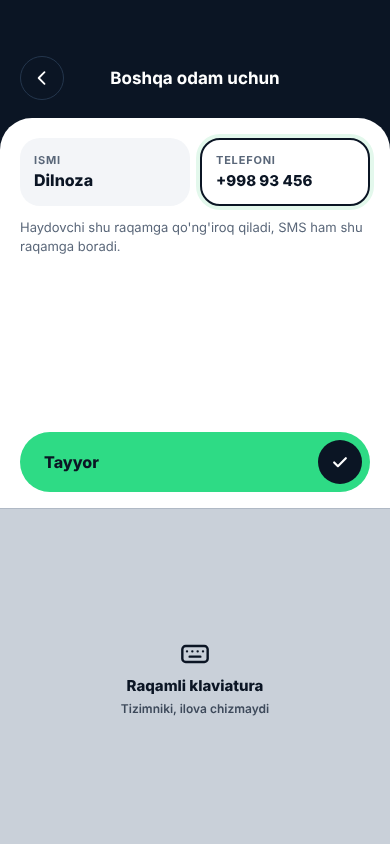 Boshqa odam uchun
ISMI
Dilnoza
TELEFONI
+998 93 456
Haydovchi shu raqamga qo'ng'iroq qiladi, SMS ham shu
raqamga boradi.
Tayyor
Raqamli klaviatura
Tizimniki, ilova chizmaydi